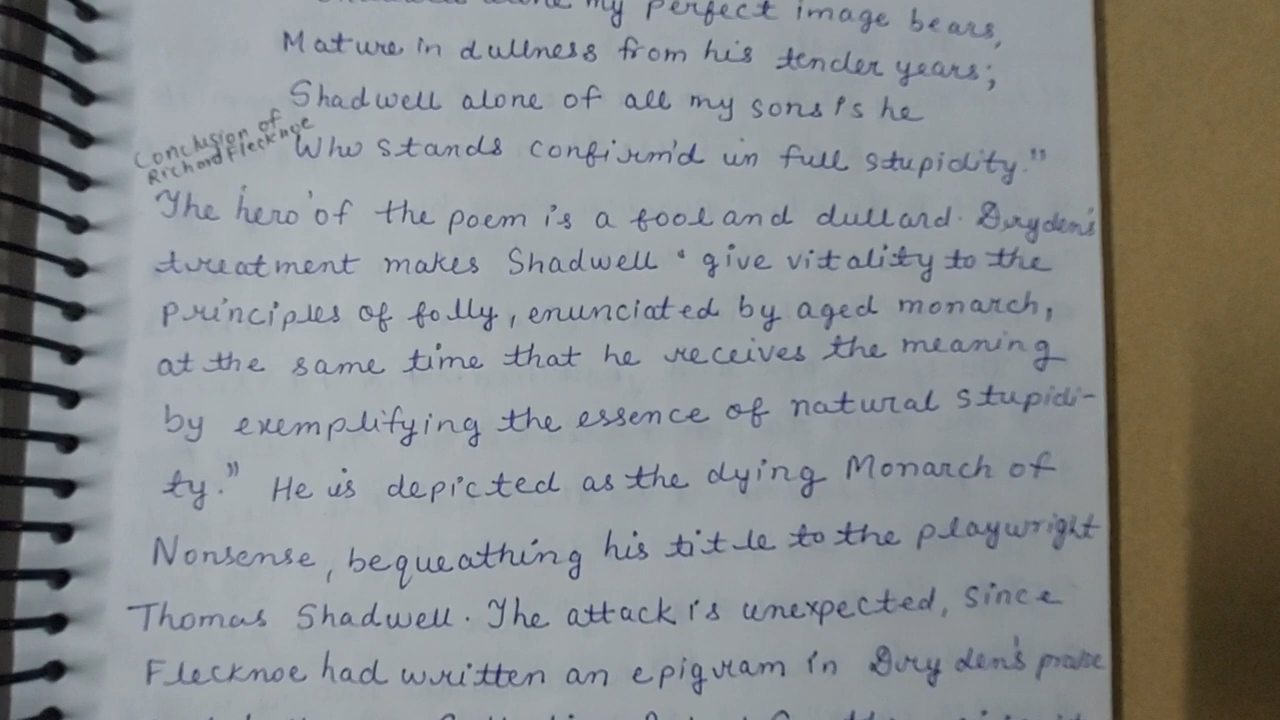 my perfect image bears,
Mature in dullness from his tender years;
Shadwell alone of all my sons is he
Conclusion of
Richard Flecknoe
Who stands confirm'd in full stupidity."
The hero of the poem is a fool and dullard. Dryden's
treatment makes Shadwell " give vitality to the
principles of folly, enunciated by aged monarch,
at the same time that he receives the meaning
by exemplifying the essence of natural stupidi-
ty." He is depicted as the dying Monarch of
Nonsense, bequeathing his title to the playwright
Thomas Shadwell. The attack is unexpected, since
Flecknoe had written an epigram in Dryden's praise